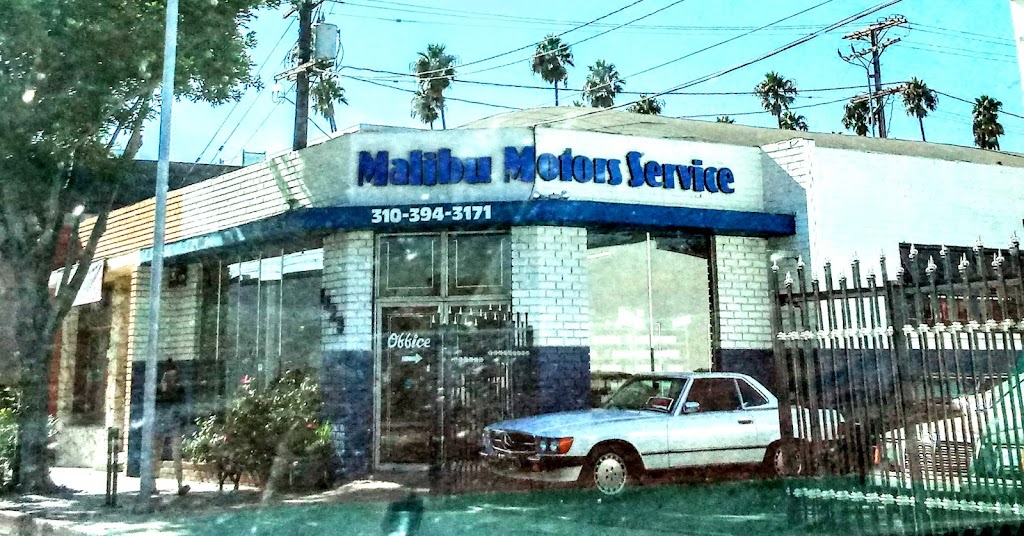 Malibu Motors Service
310-394-3171
Office